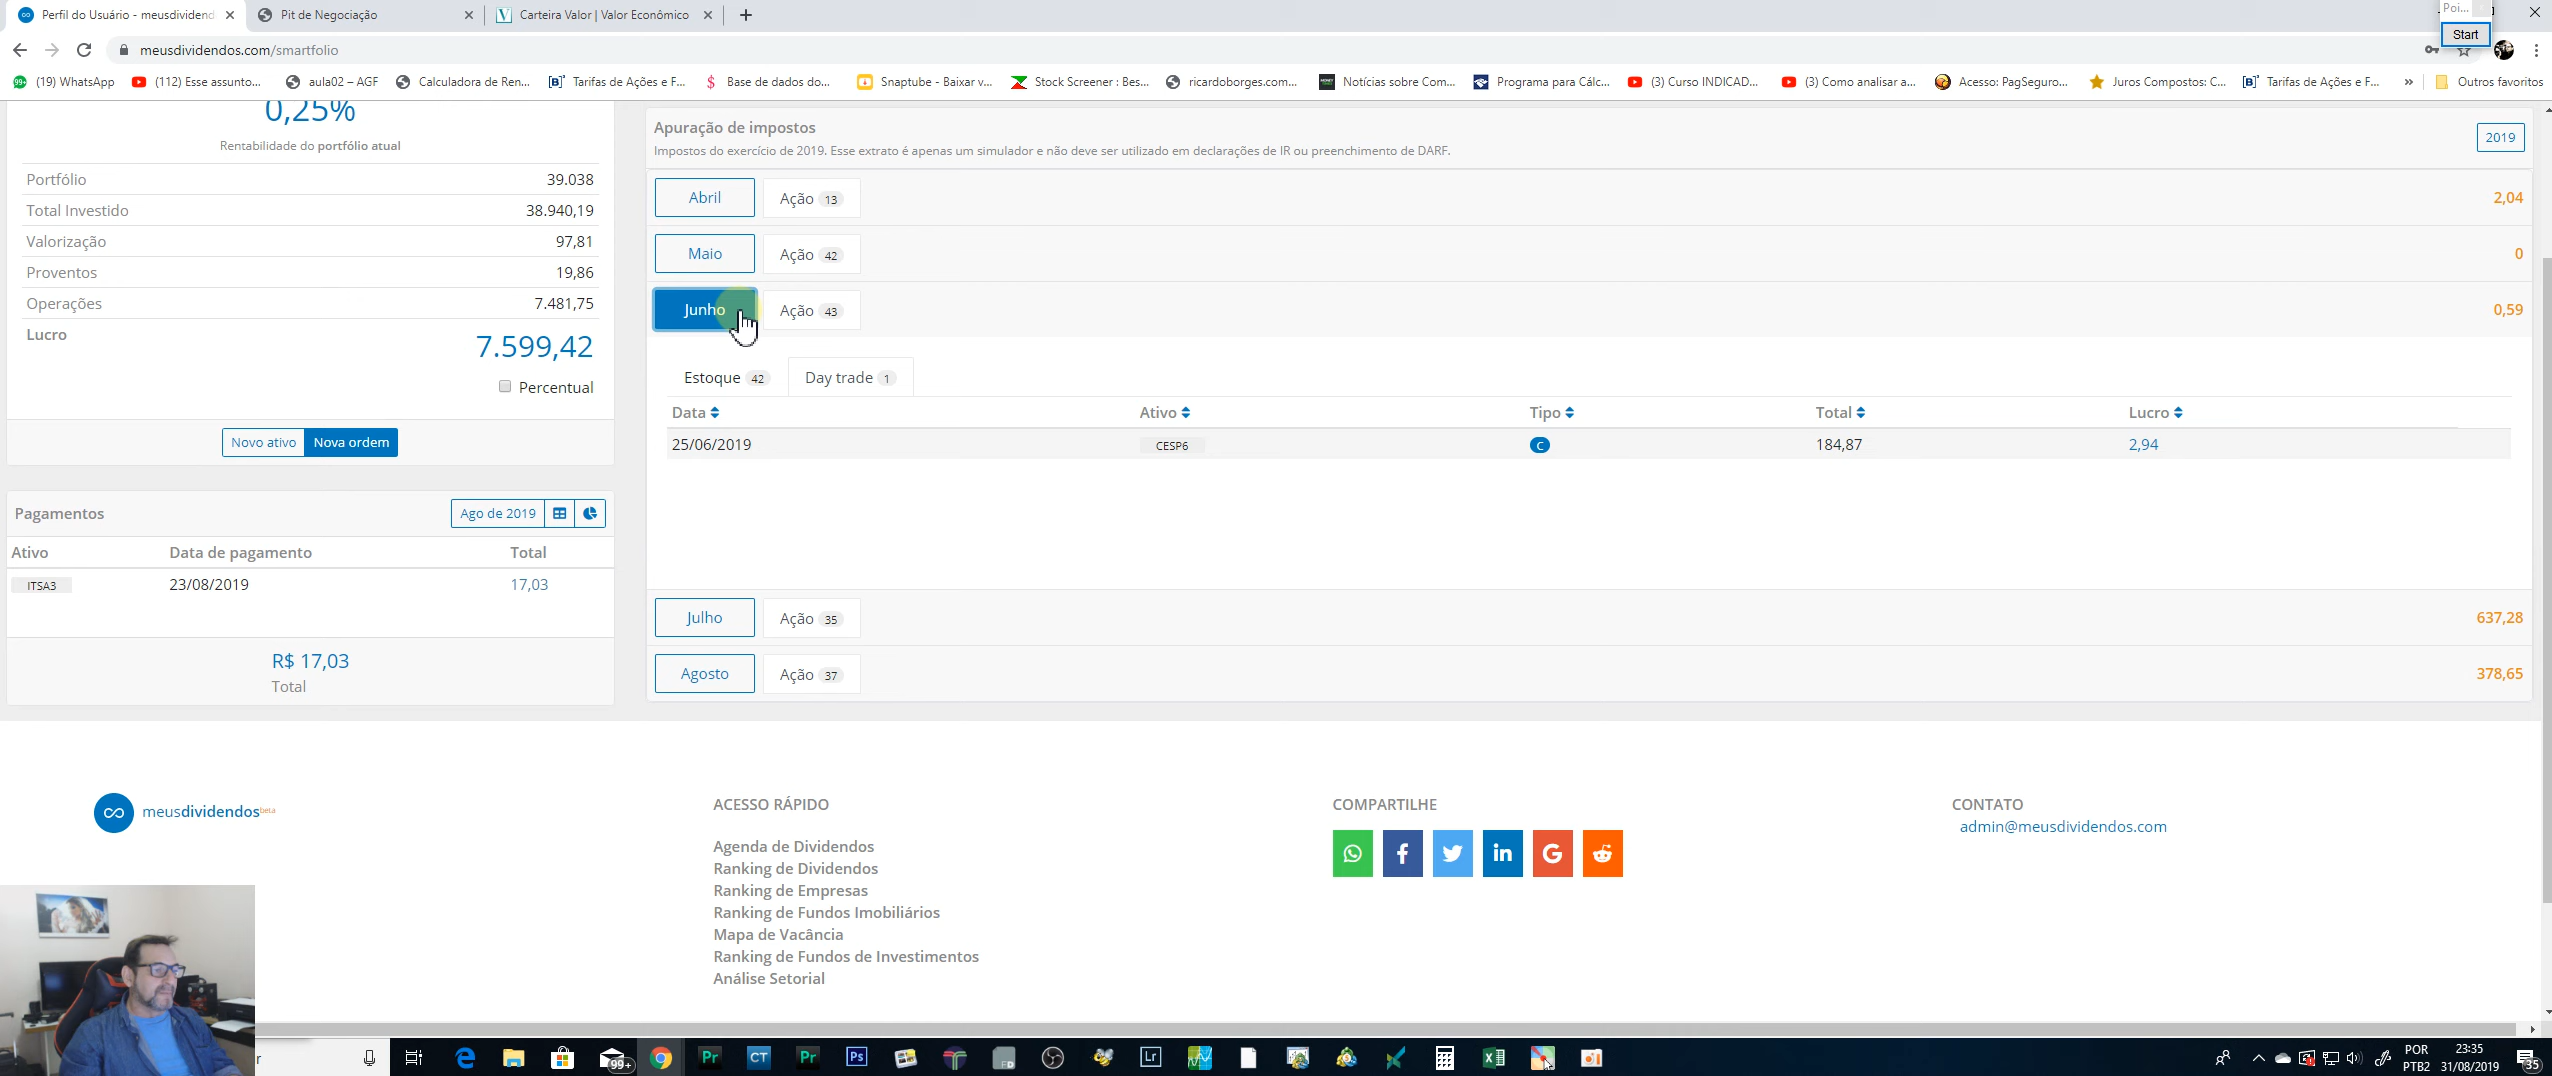 Perfil do Usuário - meusdividend
Pit de Negociação
Carteira Valor | Valor Econômico
Poi...
Start
meusdividendos.com/smartfolio
(19) WhatsApp
(112) Esse assunto...
aula02 – AGF
Calculadora de Ren...
Tarifas de Ações e F...
Base de dados do...
Snaptube - Baixar v...
Stock Screener : Bes...
ricardoborges.com...
Notícias sobre Com...
Programa para Cálc...
(3) Curso INDICAD...
(3) Como analisar a...
Acesso: PagSeguro...
Juros Compostos: C...
Tarifas de Ações e F...
»
Outros favoritos
0,25%
Rentabilidade do portfólio atual
Portfólio 39.038
Total Investido 38.940,19
Valorização 97,81
Proventos 19,86
Operações 7.481,75
Lucro 7.599,42
Percentual
Novo ativo Nova ordem
Pagamentos Ago de 2019
Ativo Data de pagamento Total
ITSA3 23/08/2019 17,03
R$ 17,03
Total
Apuração de impostos
2019
Impostos do exercício de 2019. Esse extrato é apenas um simulador e não deve ser utilizado em declarações de IR ou preenchimento de DARF.
Abril Ação 13 2,04
Maio Ação 42 0
Junho Ação 43 0,59
Estoque 42 Day trade 1
Data Ativo Tipo Total Lucro
25/06/2019 CESP6 C 184,87 2,94
Julho Ação 35 637,28
Agosto Ação 37 378,65
meusdividendosbeta
ACESSO RÁPIDO
Agenda de Dividendos
Ranking de Dividendos
Ranking de Empresas
Ranking de Fundos Imobiliários
Mapa de Vacância
Ranking de Fundos de Investimentos
Análise Setorial
COMPARTILHE
CONTATO
admin@meusdividendos.com
r
99+
Pr
CT
Pr
Ps
Lr
POR
PTB2
23:35
31/08/2019
35